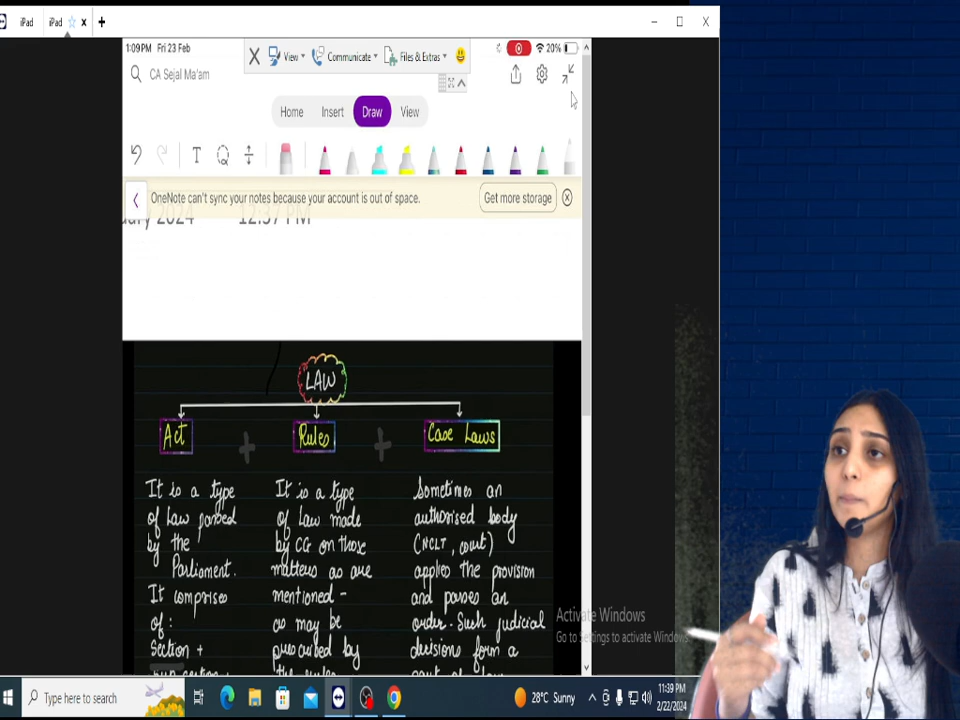 iPad iPad
1:09PM Fri 23 Feb
View Communicate Files & Extras
20%
CA Sejal Ma'am
Home Insert Draw View
T
OneNote can't sync your notes because your account is out of space. Get more storage
2024 12:37 PM
LAW
Act + Rules + Case Laws
It is a type It is a type Sometimes an
of Law passed of Law made authorised body
by the by CG on those (NCLT, court)
Parliament. matters as are applies the provision
It comprises mentioned - and passes an
of: as may be order. Such judicial
Section + prescribed by decisions form a
Activate Windows
Go to Settings to activate Windows.
Type here to search 28°C Sunny 11:39 PM
2/22/2024